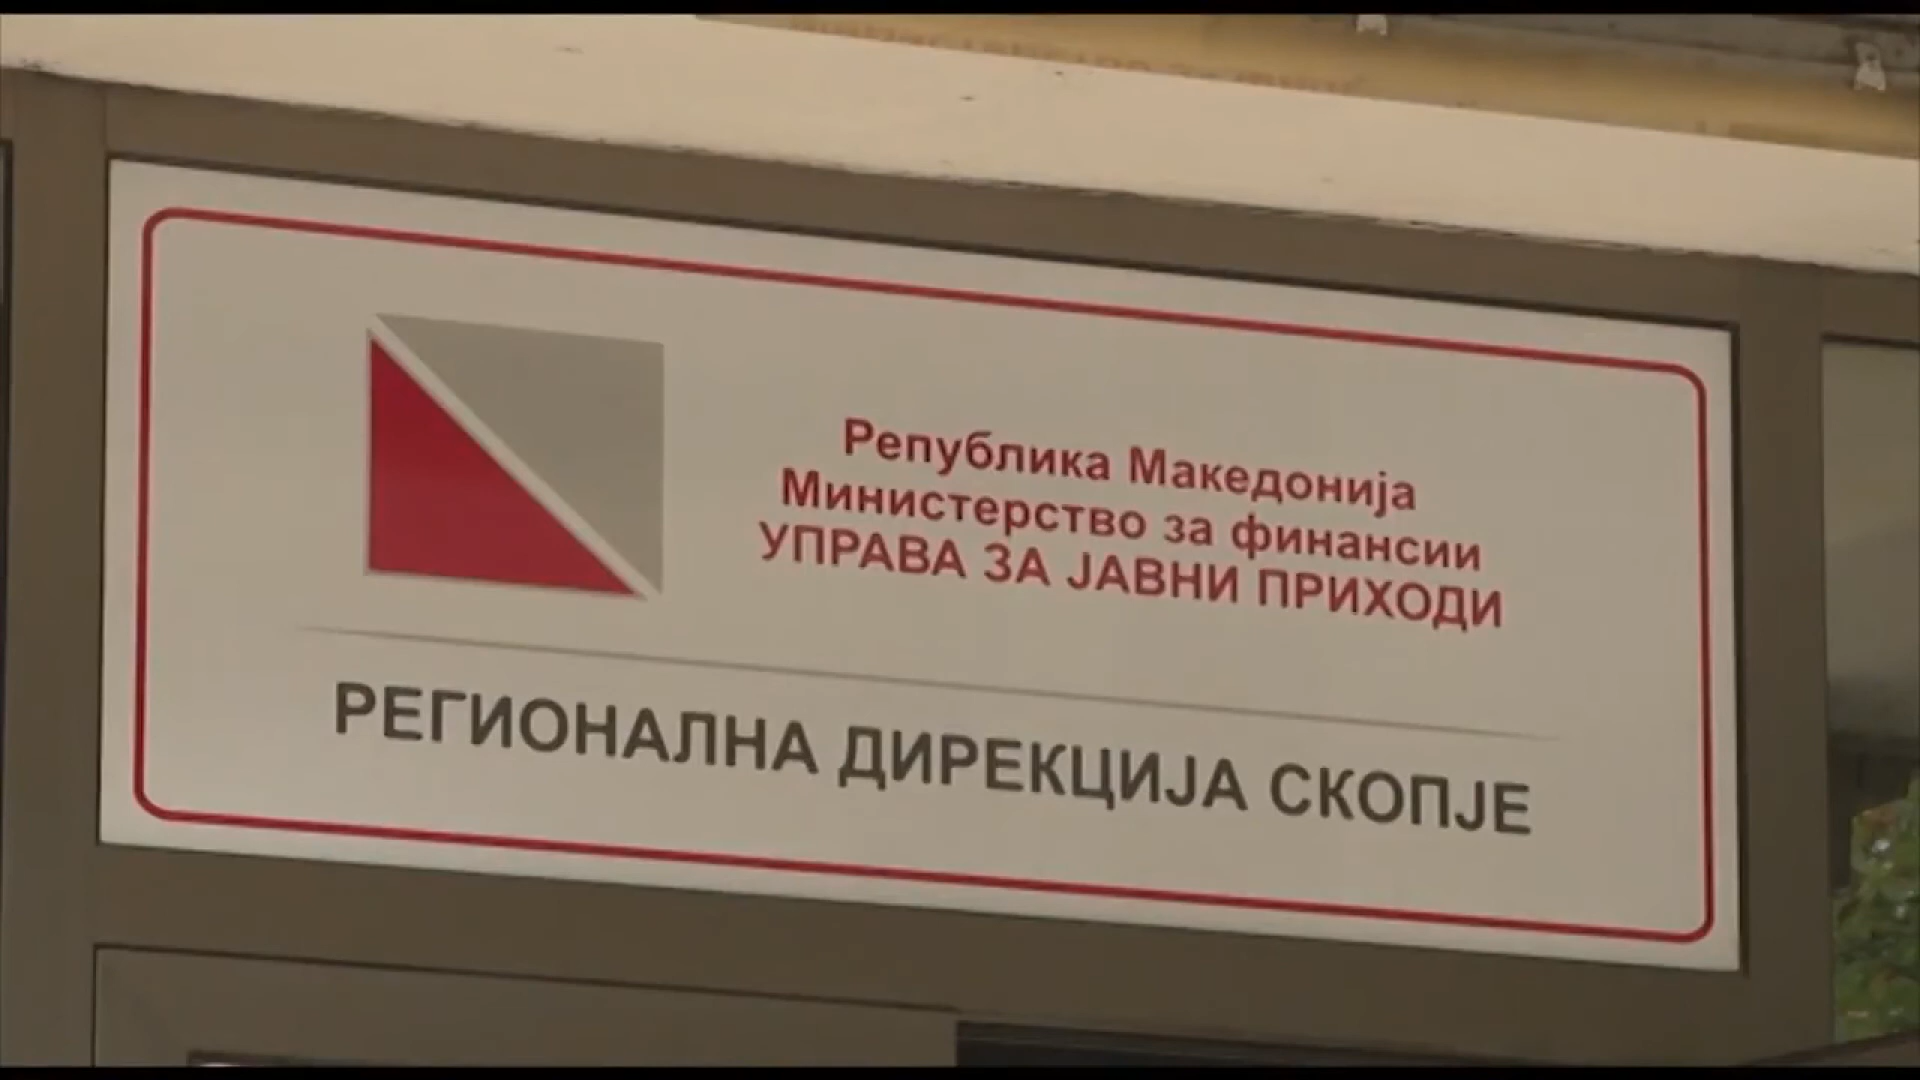 Република Македонија
Министерство за финансии
УПРАВА ЗА ЈАВНИ ПРИХОДИ
РЕГИОНАЛНА ДИРЕКЦИЈА СКОПЈЕ